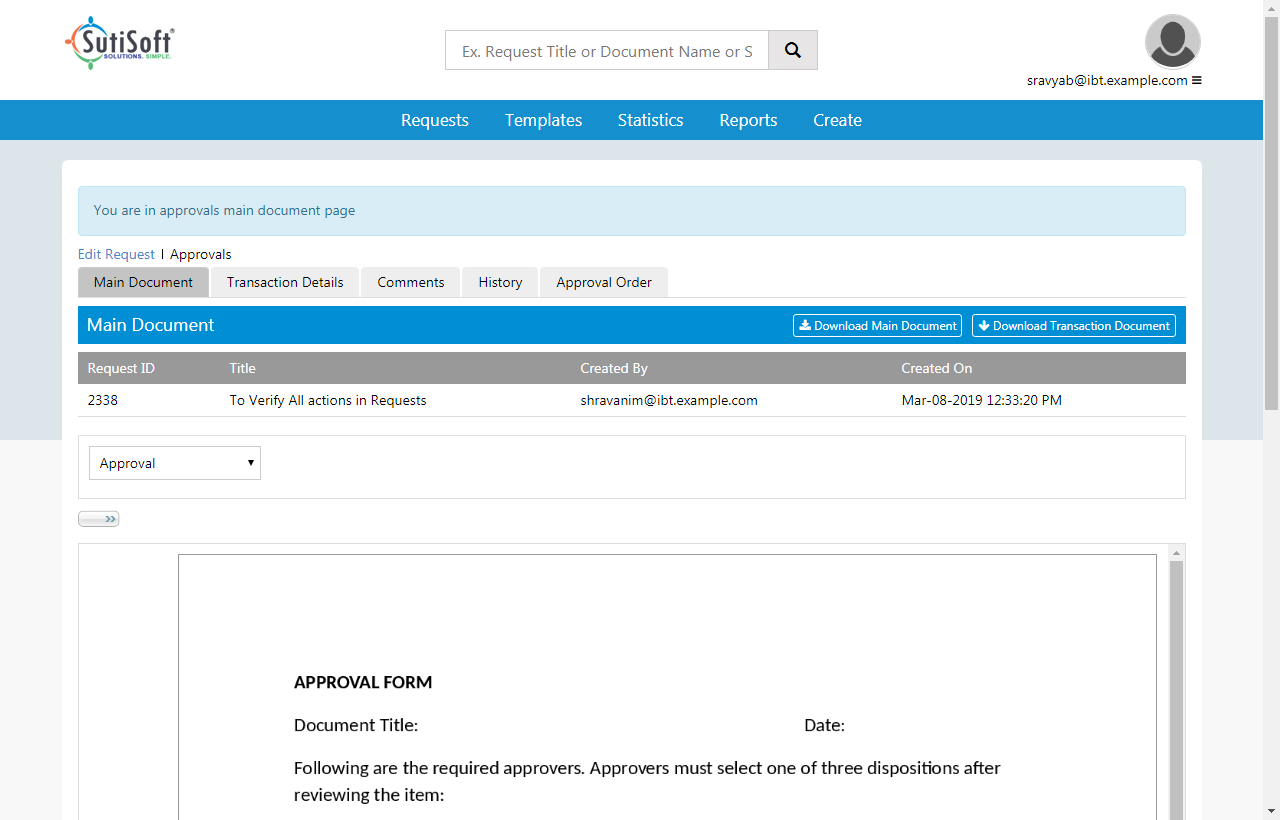 SutiSoft®
SOLUTIONS. SIMPLE.
Ex. Request Title or Document Name or S
sravyab@ibt.example.com
Requests Templates Statistics Reports Create
You are in approvals main document page
Edit Request I Approvals
Main Document Transaction Details Comments History Approval Order
Main Document Download Main Document Download Transaction Document
Request ID Title Created By Created On
2338 To Verify All actions in Requests shravanim@ibt.example.com Mar-08-2019 12:33:20 PM
Approval
APPROVAL FORM
Document Title: Date:
Following are the required approvers. Approvers must select one of three dispositions after
reviewing the item: